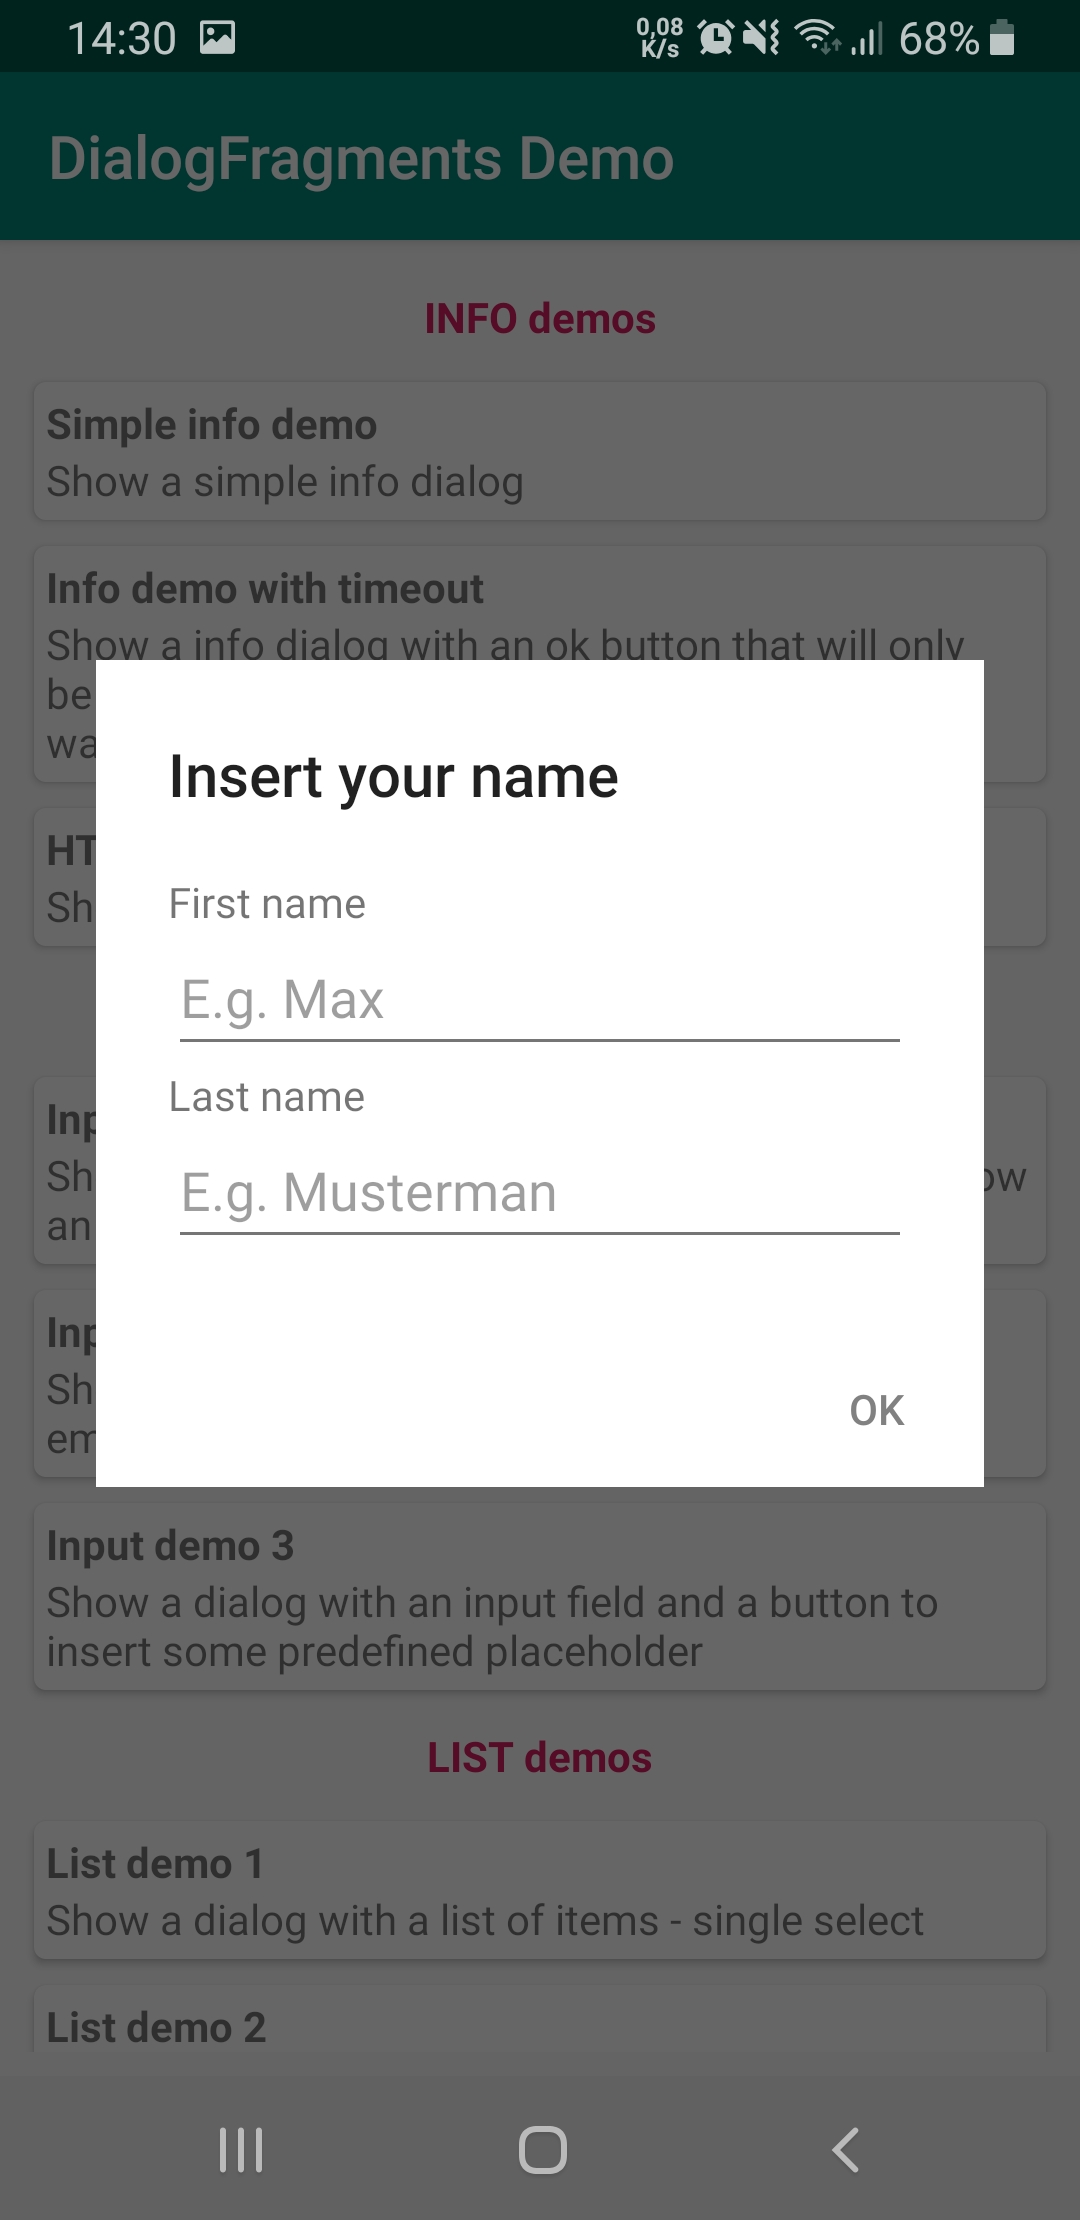 14:30
0,08
K/s
68%
DialogFragments Demo
INFO demos
Simple info demo
Show a simple info dialog
Info demo with timeout
Show a info dialog with an ok button that will only
be
wa
HT
Sh
Insert your name
First name
E.g. Max
Last name
E.g. Musterman
OK
Inp
Sh
ow
an
Inp
Sh
em
Input demo 3
Show a dialog with an input field and a button to
insert some predefined placeholder
LIST demos
List demo 1
Show a dialog with a list of items - single select
List demo 2